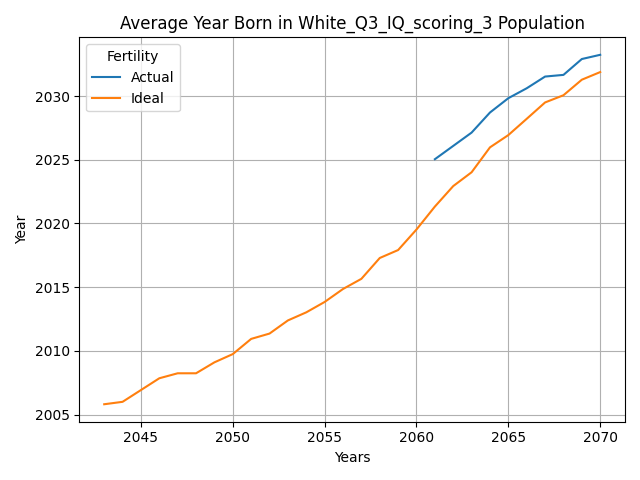 Average Year Born in White_Q3_IQ_scoring_3 Population
Fertility
Actual
Ideal
2030
2025
2020
2015
2010
2005
Year
2045 2050 2055 2060 2065 2070
Years